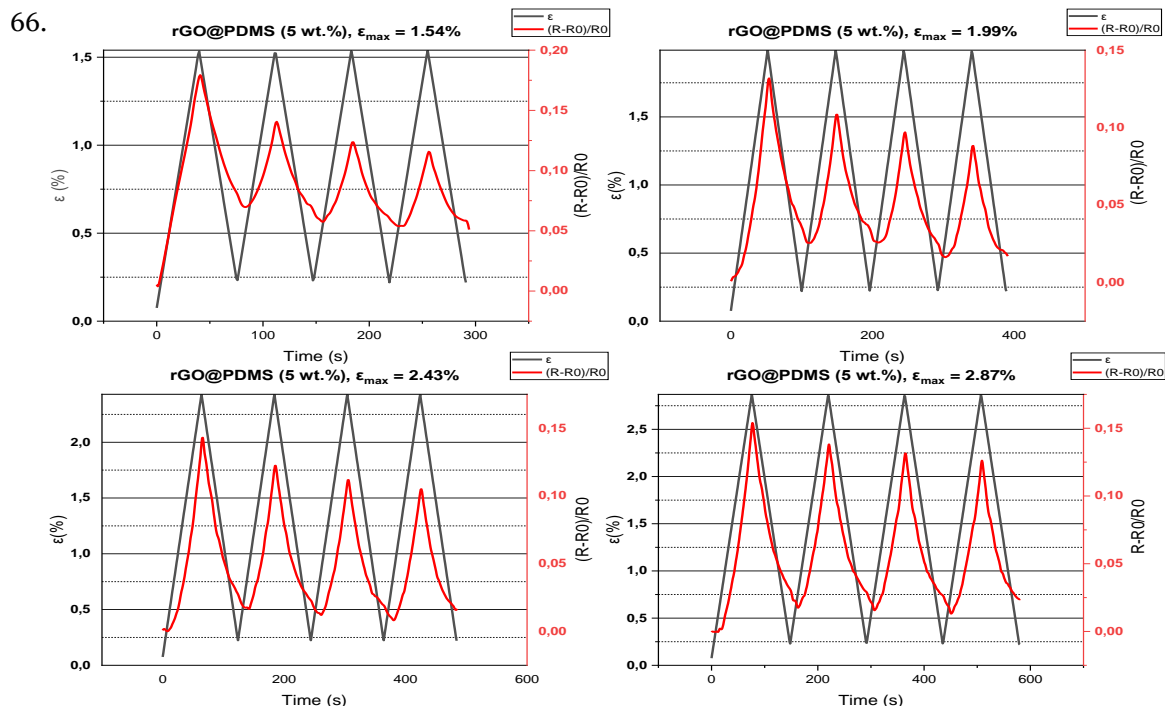 66.
rGO@PDMS (5 wt.%), εmax = 1.54%
ε
(R-R0)/R0
ε (%)
1,5
1,0
0,5
0,0
0,20
0,15
0,10
0,05
0,00
(R-R0)/R0
0
100
200
300
Time (s)
rGO@PDMS (5 wt.%), εmax = 1.99%
ε
(R-R0)/R0
ε(%)
1,5
1,0
0,5
0,0
0,15
0,10
0,05
0,00
(R-R0)/R0
0
200
400
Time (s)
rGO@PDMS (5 wt.%), εmax = 2.43%
ε
(R-R0)/R0
ε(%)
2,0
1,5
1,0
0,5
0,0
0,15
0,10
0,05
0,00
(R-R0)/R0
0
200
400
600
Time (s)
rGO@PDMS (5 wt.%), εmax = 2.87%
ε
(R-R0)/R0
ε(%)
2,5
2,0
1,5
1,0
0,5
0,0
0,15
0,10
0,05
0,00
R-R0/R0
0
200
400
600
Time (s)